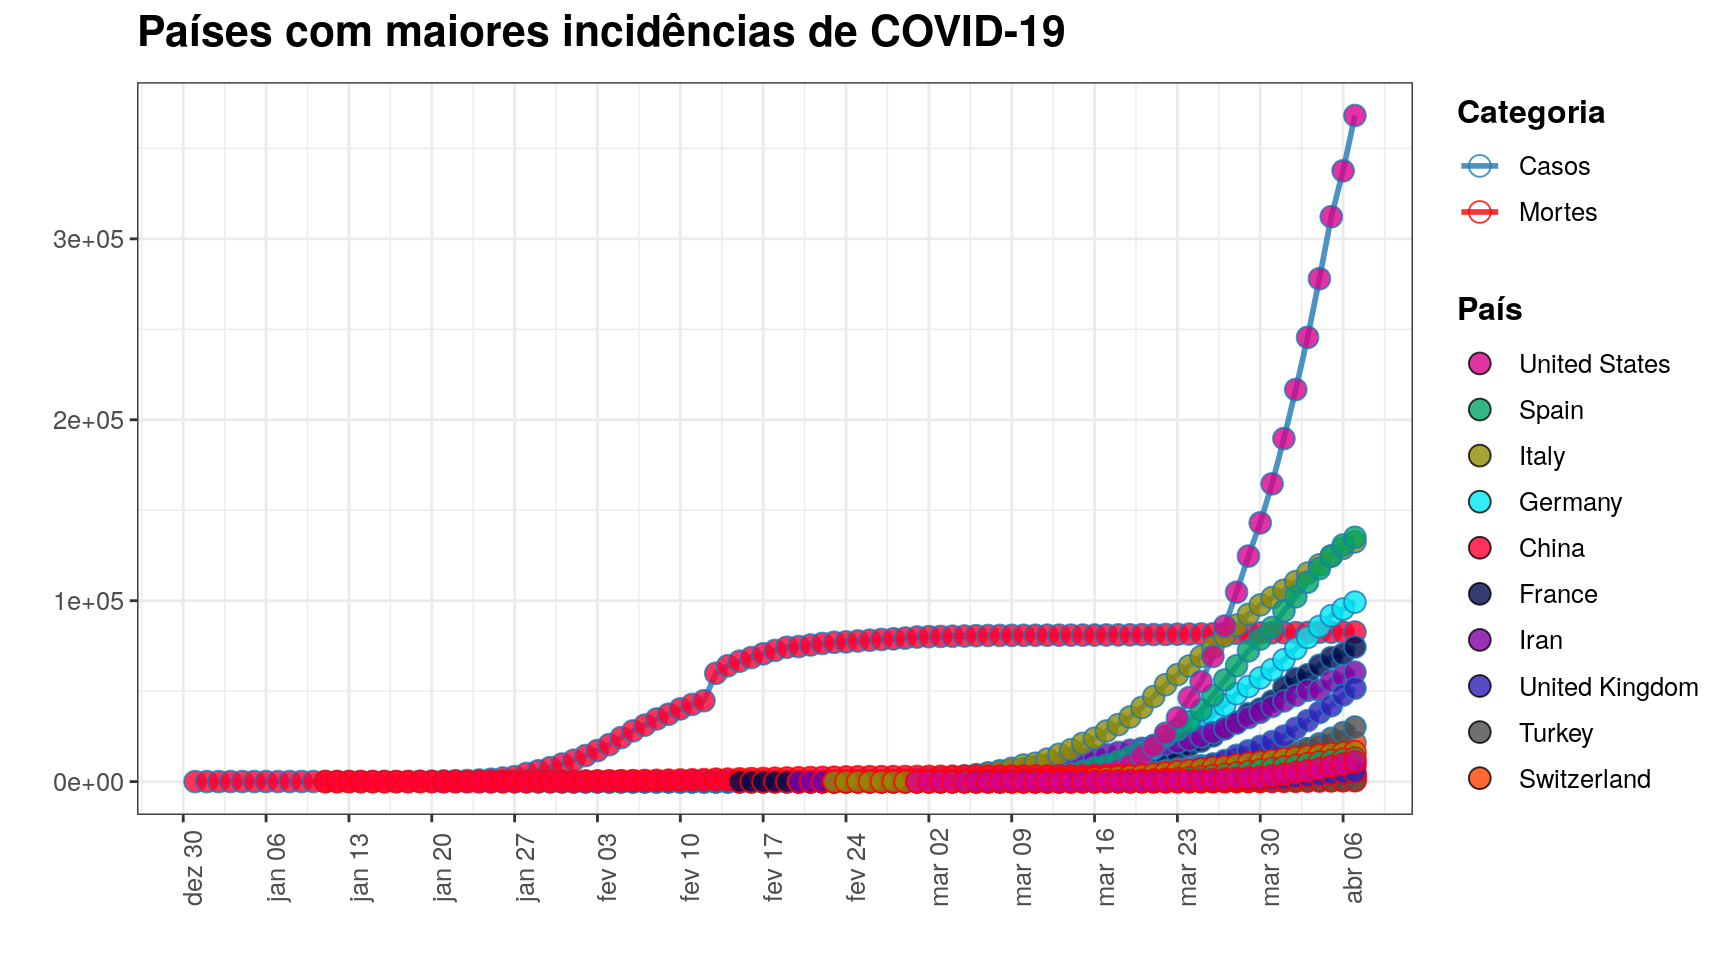 Países com maiores incidências de COVID-19
3e+05
2e+05
1e+05
0e+00
dez 30
jan 06
jan 13
jan 20
jan 27
fev 03
fev 10
fev 17
fev 24
mar 02
mar 09
mar 16
mar 23
mar 30
abr 06
Categoria
Casos
Mortes
País
United States
Spain
Italy
Germany
China
France
Iran
United Kingdom
Turkey
Switzerland